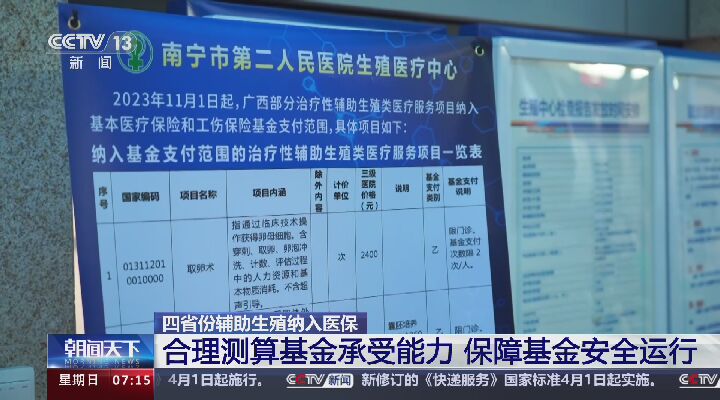 CCTV 13
新闻
南宁市第二人民医院生殖医疗中心
2023年11月1日起，广西部分治疗性辅助生殖类医疗服务项目纳入
基本医疗保险和工伤保险基金支付范围，具体项目如下：
纳入基金支付范围的治疗性辅助生殖类医疗服务项目一览表
序号 国家编码 项目名称 项目内涵 除外内容 计价单位 三级医院价格（元） 说明 基金支付类别 基金支付说明
1 013112010010000 取卵术 指通过临床技术操作获得卵母细胞。含穿刺、取卵、卵泡冲洗、计数、评估过程中的人力资源和基本物质消耗。不含超声引导。 次 2400 乙 限门诊。基金支付次数限2次/人。
囊胚培养
乙 限门诊。
四省份辅助生殖纳入医保
朝闻天下
合理测算基金承受能力 保障基金安全运行
星期日 07:15 4月1日起施行。 CCTV 新闻 新修订的《快递服务》国家标准4月1日起实施。 CCTV